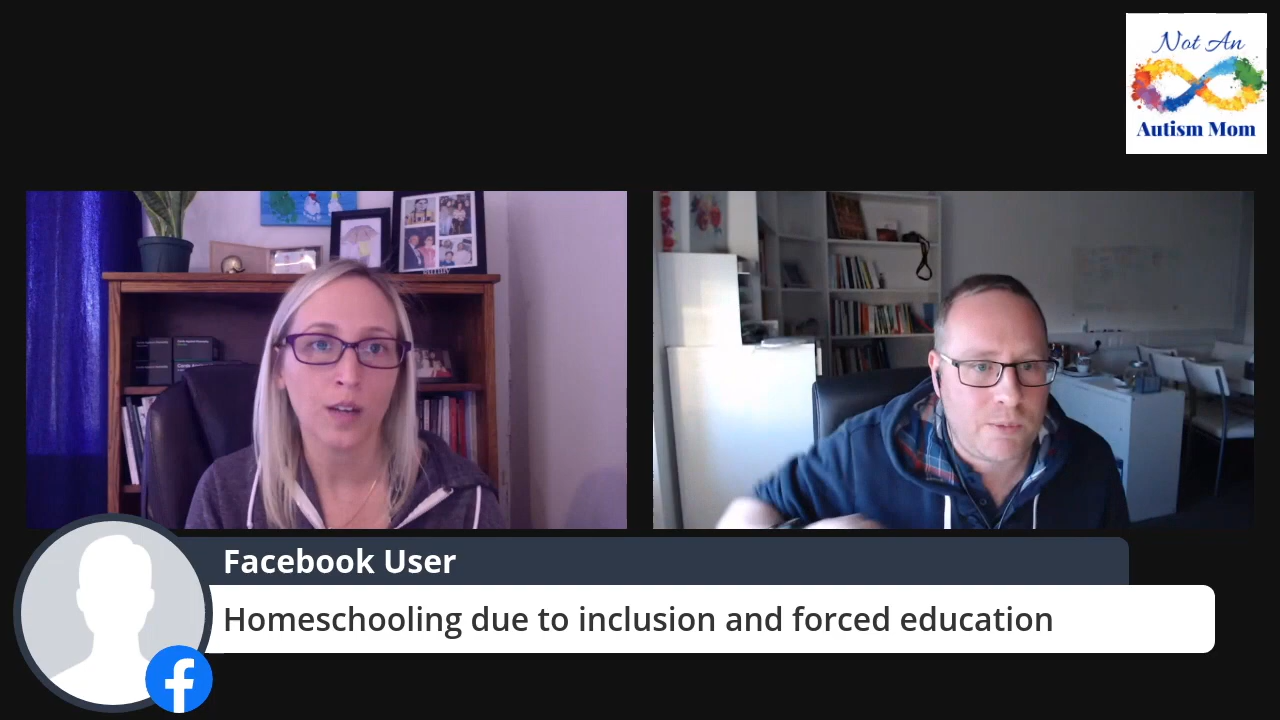 Not An
Autism Mom
Facebook User
Homeschooling due to inclusion and forced education